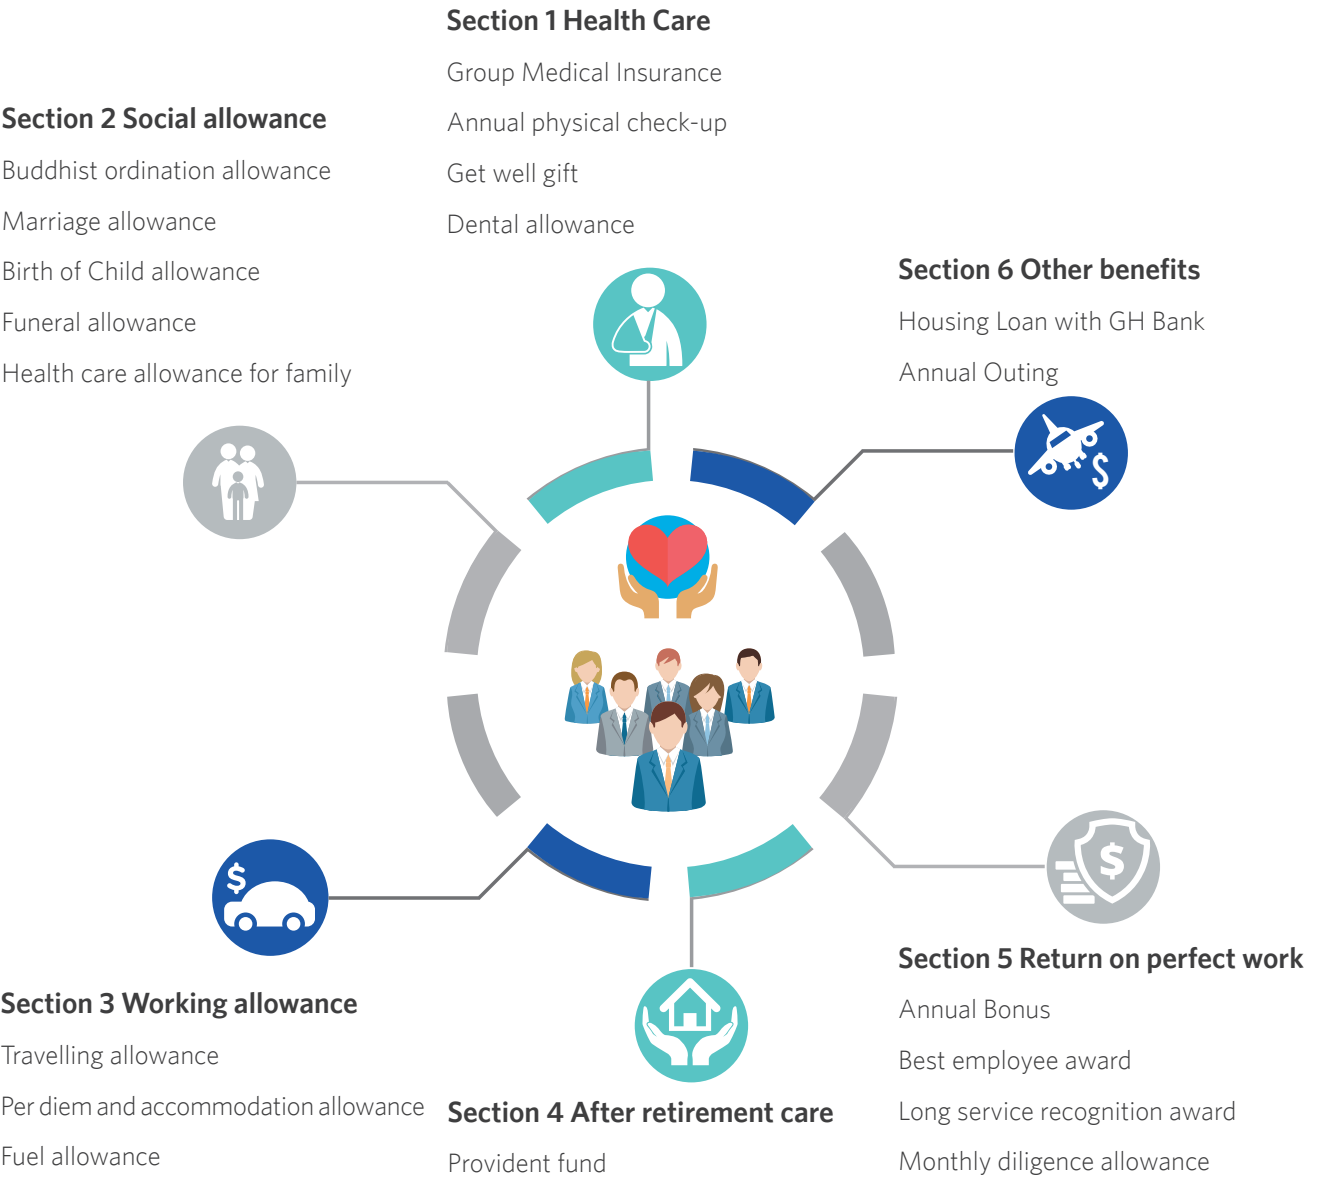 Section 1 Health Care
Group Medical Insurance
Annual physical check-up
Get well gift
Dental allowance
Section 2 Social allowance
Buddhist ordination allowance
Marriage allowance
Birth of Child allowance
Funeral allowance
Health care allowance for family
Section 6 Other benefits
Housing Loan with GH Bank
Annual Outing
$
$
$
Section 3 Working allowance
Travelling allowance
Per diem and accommodation allowance
Fuel allowance
Section 4 After retirement care
Provident fund
Section 5 Return on perfect work
Annual Bonus
Best employee award
Long service recognition award
Monthly diligence allowance